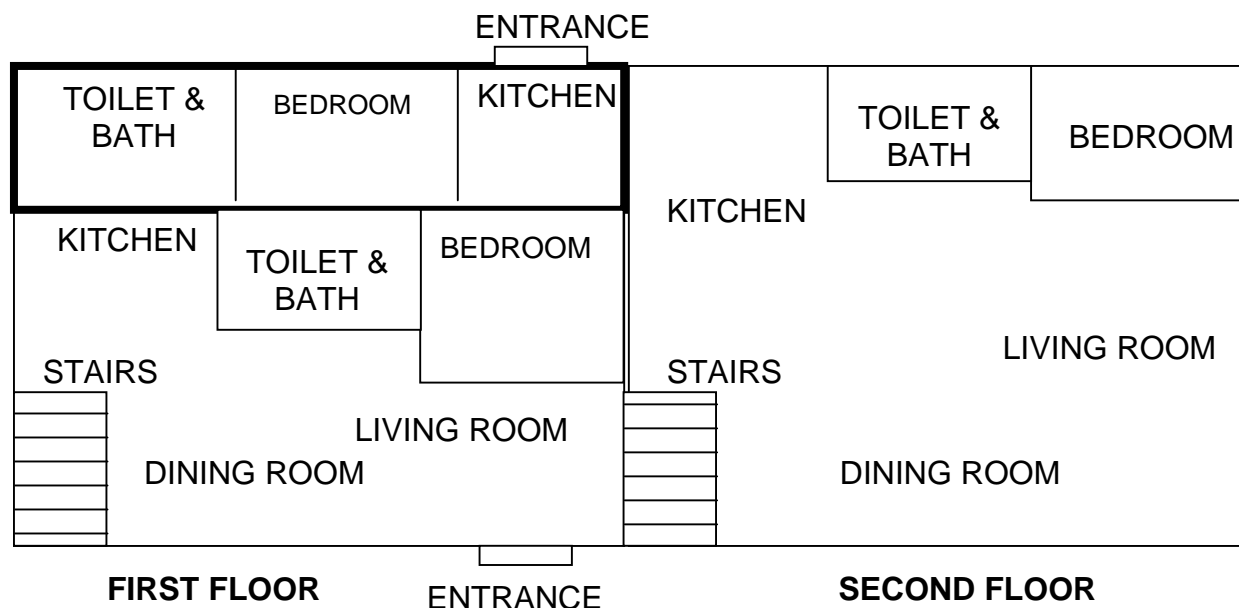 ENTRANCE
TOILET &
BATH
BEDROOM
KITCHEN
TOILET &
BATH
BEDROOM
KITCHEN
TOILET &
BATH
BEDROOM
KITCHEN
LIVING ROOM
STAIRS
STAIRS
LIVING ROOM
DINING ROOM
DINING ROOM
FIRST FLOOR
ENTRANCE
SECOND FLOOR